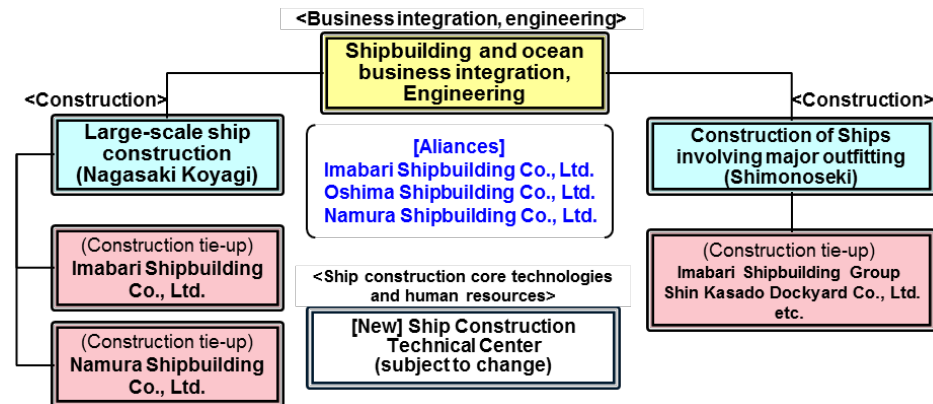 <Business integration, engineering>
Shipbuilding and ocean
business integration,
Engineering
<Construction>
Large-scale ship
construction
(Nagasaki Koyagi)
(Construction tie-up)
Imabari Shipbuilding
Co., Ltd.
(Construction tie-up)
Namura Shipbuilding
Co., Ltd.
[Aliances]
Imabari Shipbuilding Co., Ltd.
Oshima Shipbuilding Co., Ltd.
Namura Shipbuilding Co., Ltd.
<Ship construction core technologies
and human resources>
[New] Ship Construction
Technical Center
(subject to change)
<Construction>
Construction of Ships
involving major outfitting
(Shimonoseki)
(Construction tie-up)
Imabari Shipbuilding Group
Shin Kasado Dockyard Co., Ltd.
etc.